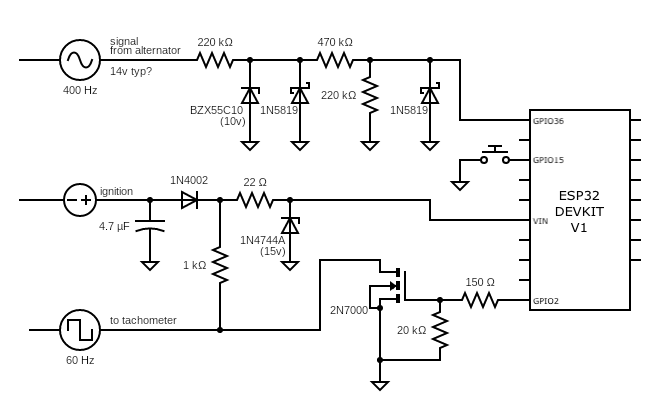 signal
from alternator
220 kΩ
470 kΩ
14v typ?
400 Hz
BZX55C10
(10v)
1N5819
220 kΩ
1N5819
GPIO36
GPIO15
ESP32
DEVKIT
V1
ignition
1N4002
22 Ω
4.7 µF
1N4744A
(15v)
VIN
1 kΩ
to tachometer
60 Hz
2N7000
150 Ω
GPIO2
20 kΩ